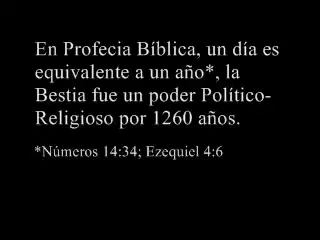 En Profecia Bíblica, un día es
equivalente a un año*, la
Bestia fue un poder Político-
Religioso por 1260 años.
*Números 14:34; Ezequiel 4:6